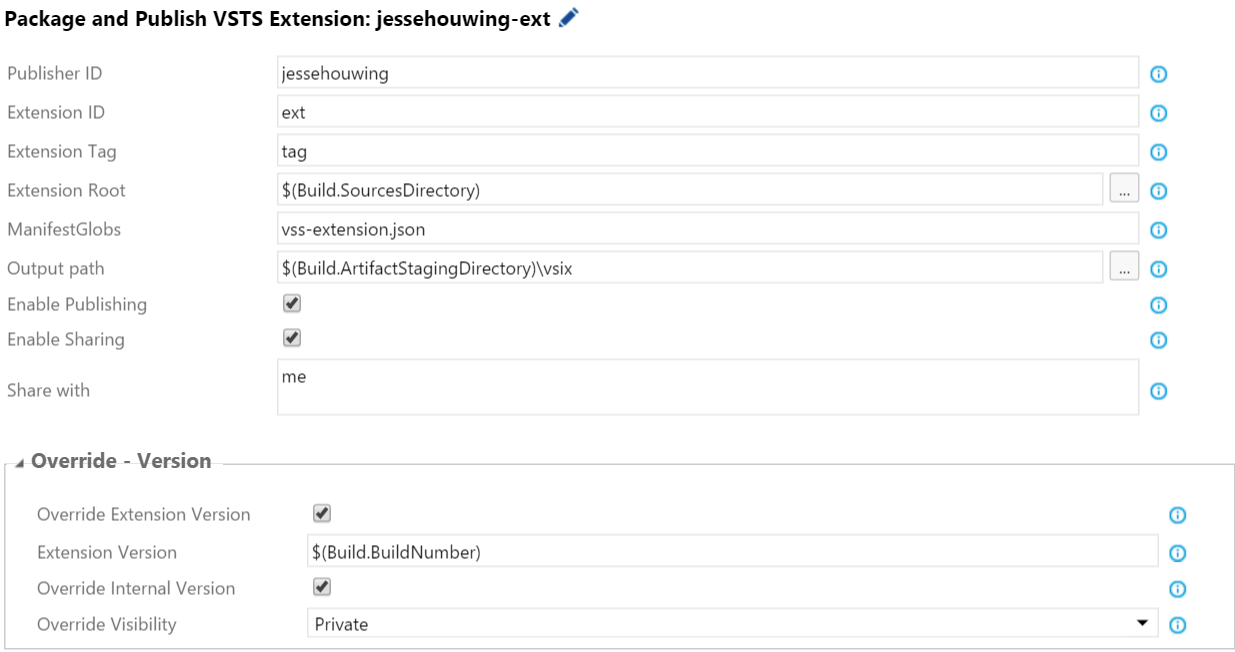 Package and Publish VSTS Extension: jessehouwing-ext
Publisher ID jessehouwing
Extension ID ext
Extension Tag tag
Extension Root $(Build.SourcesDirectory) ...
ManifestGlobs vss-extension.json
Output path $(Build.ArtifactStagingDirectory)\vsix ...
Enable Publishing
Enable Sharing
Share with me
Override - Version
Override Extension Version
Extension Version $(Build.BuildNumber)
Override Internal Version
Override Visibility Private